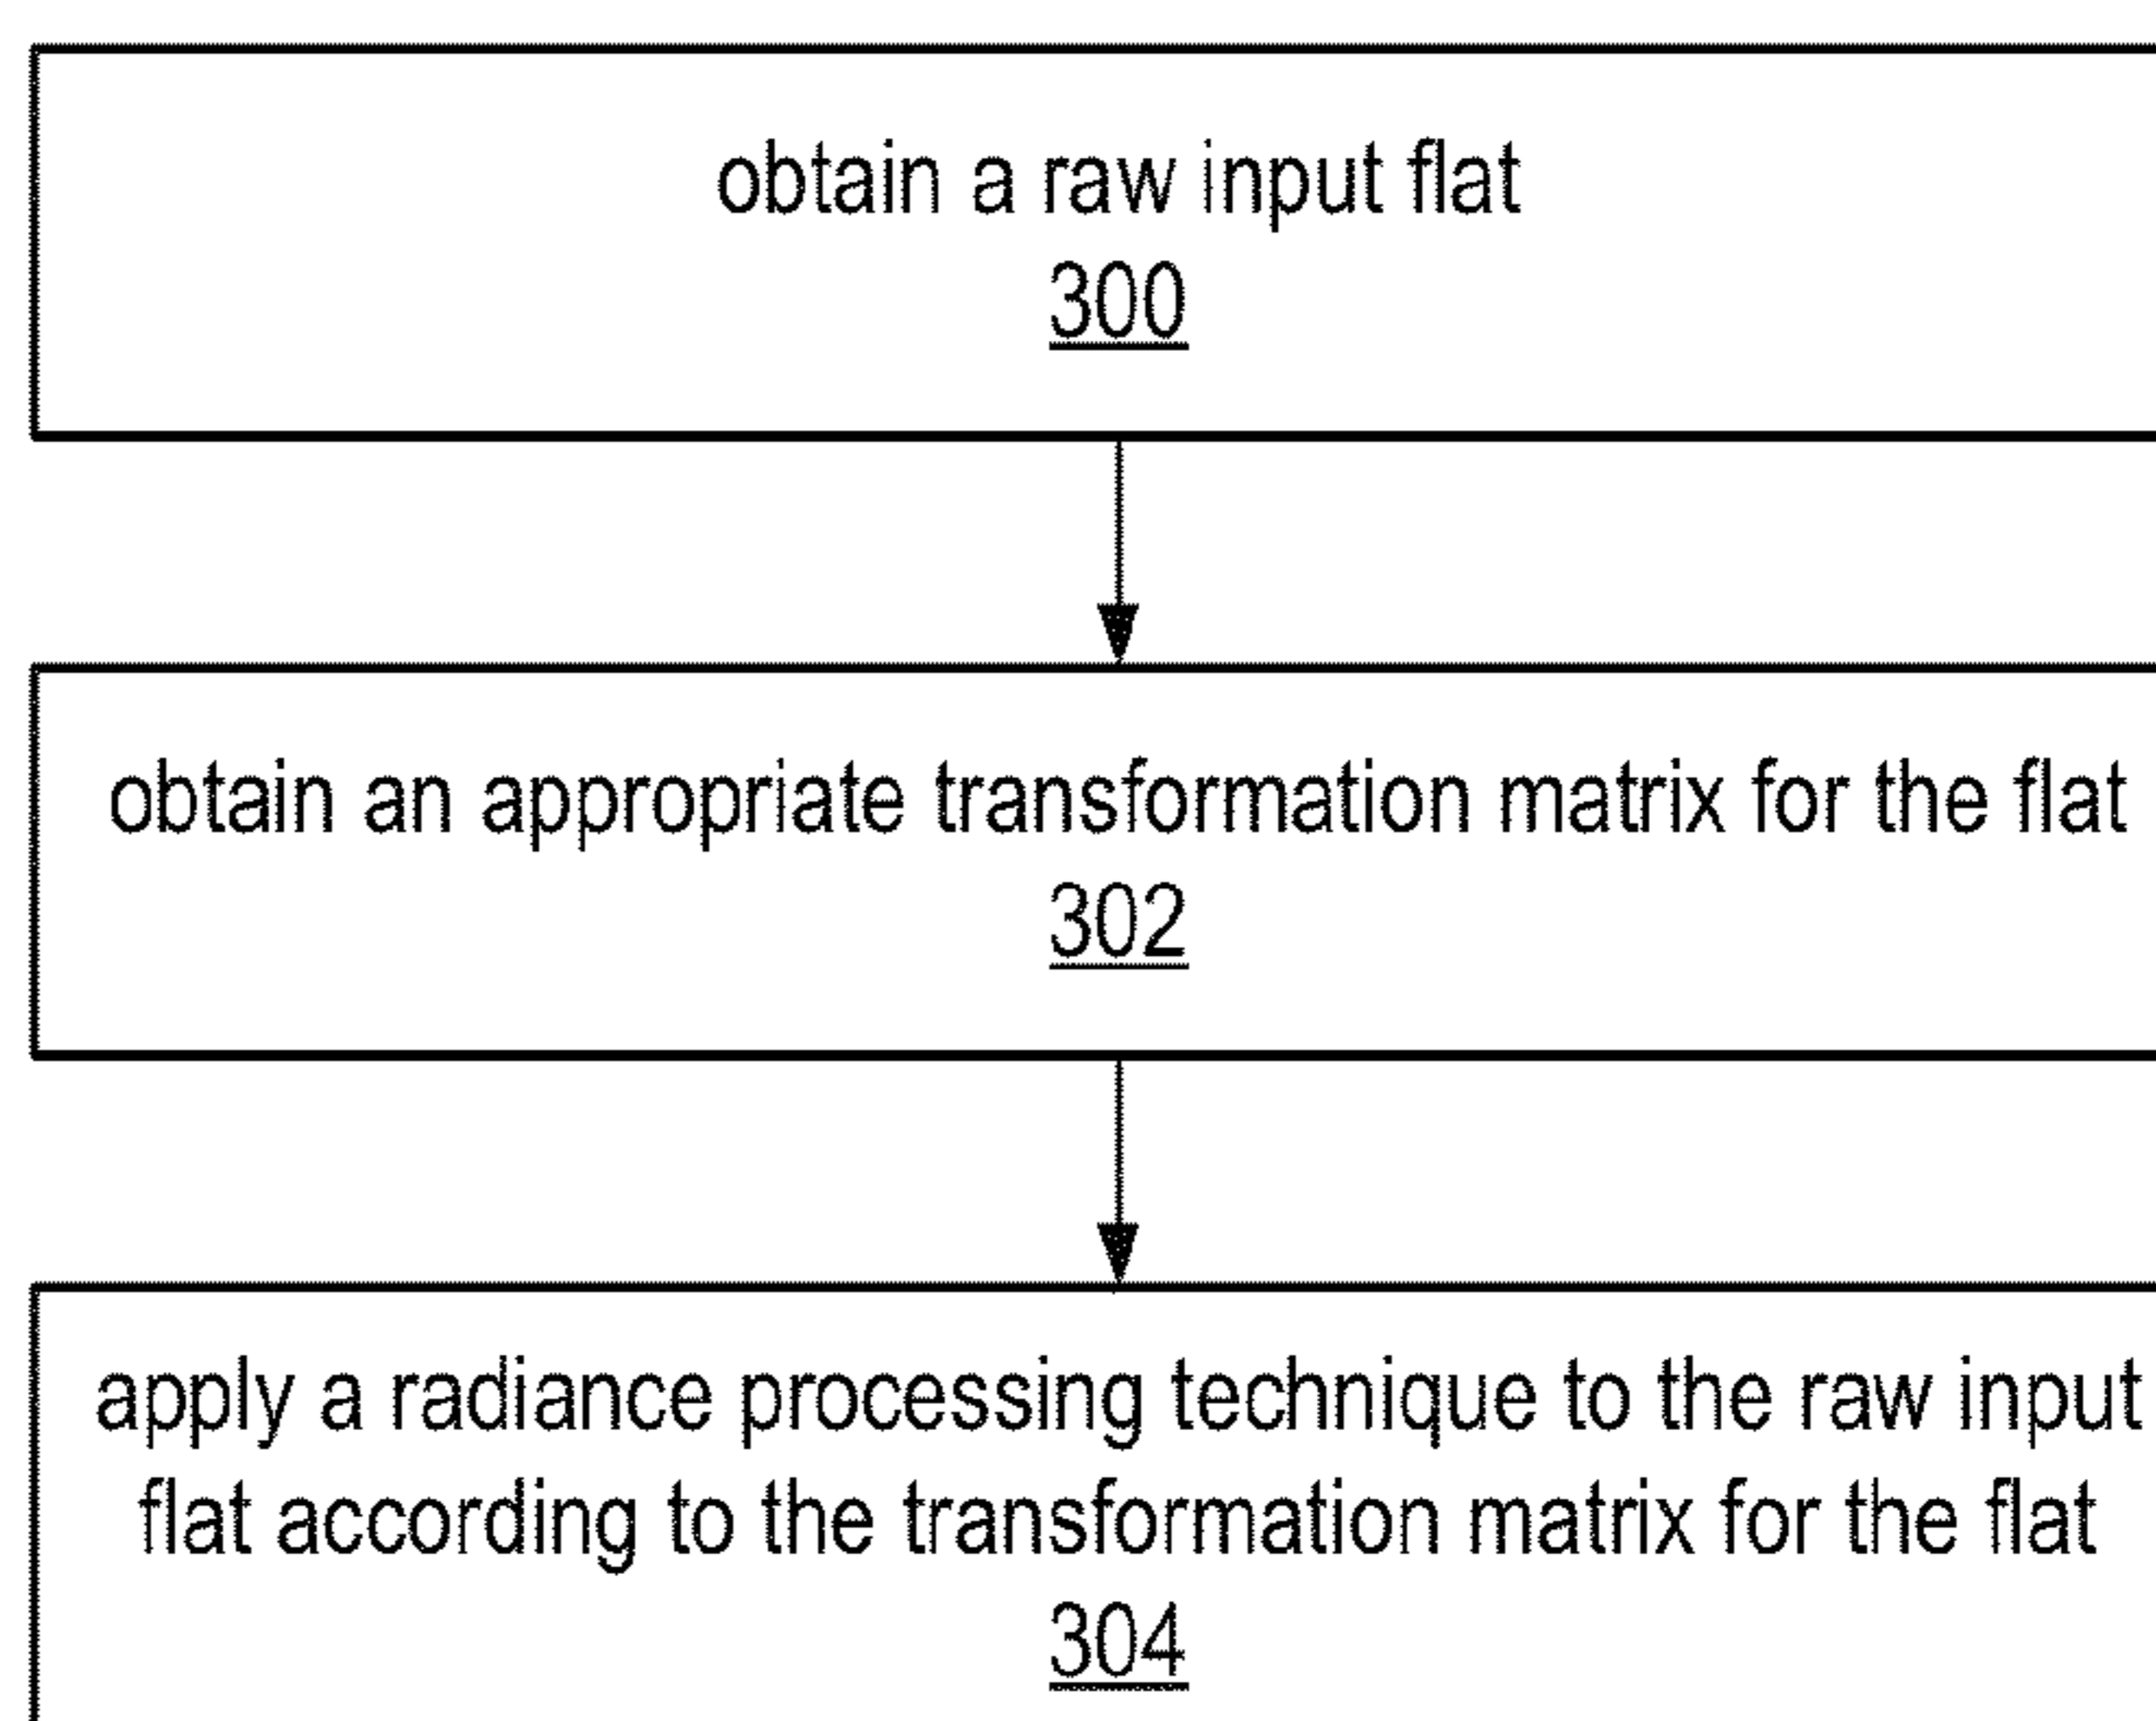 obtain a raw input flat
300
obtain an appropriate transformation matrix for the flat
302
apply a radiance processing technique to the raw input
flat according to the transformation matrix for the flat
304